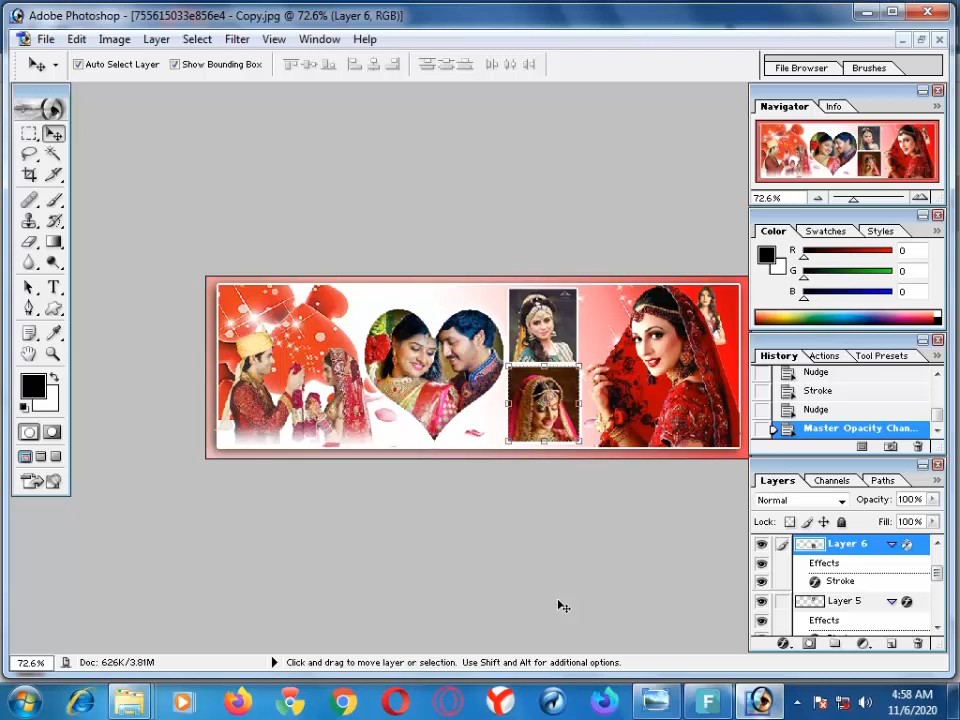 Adobe Photoshop - [755615033e856e4 - Copy.jpg @ 72.6% (Layer 6, RGB)]
File Edit Image Layer Select Filter View Window Help
Auto Select Layer Show Bounding Box
File Browser Brushes
Navigator Info
72.6%
Color Swatches Styles
R 0
G 0
B 0
History Actions Tool Presets
Nudge
Stroke
Nudge
Master Opacity Chan...
Layers Channels Paths
Normal Opacity: 100%
Lock: Fill: 100%
Layer 6
Effects
Stroke
Layer 5
Effects
72.6% Doc: 626K/3.81M Click and drag to move layer or selection. Use Shift and Alt for additional options.
4:58 AM
11/6/2020